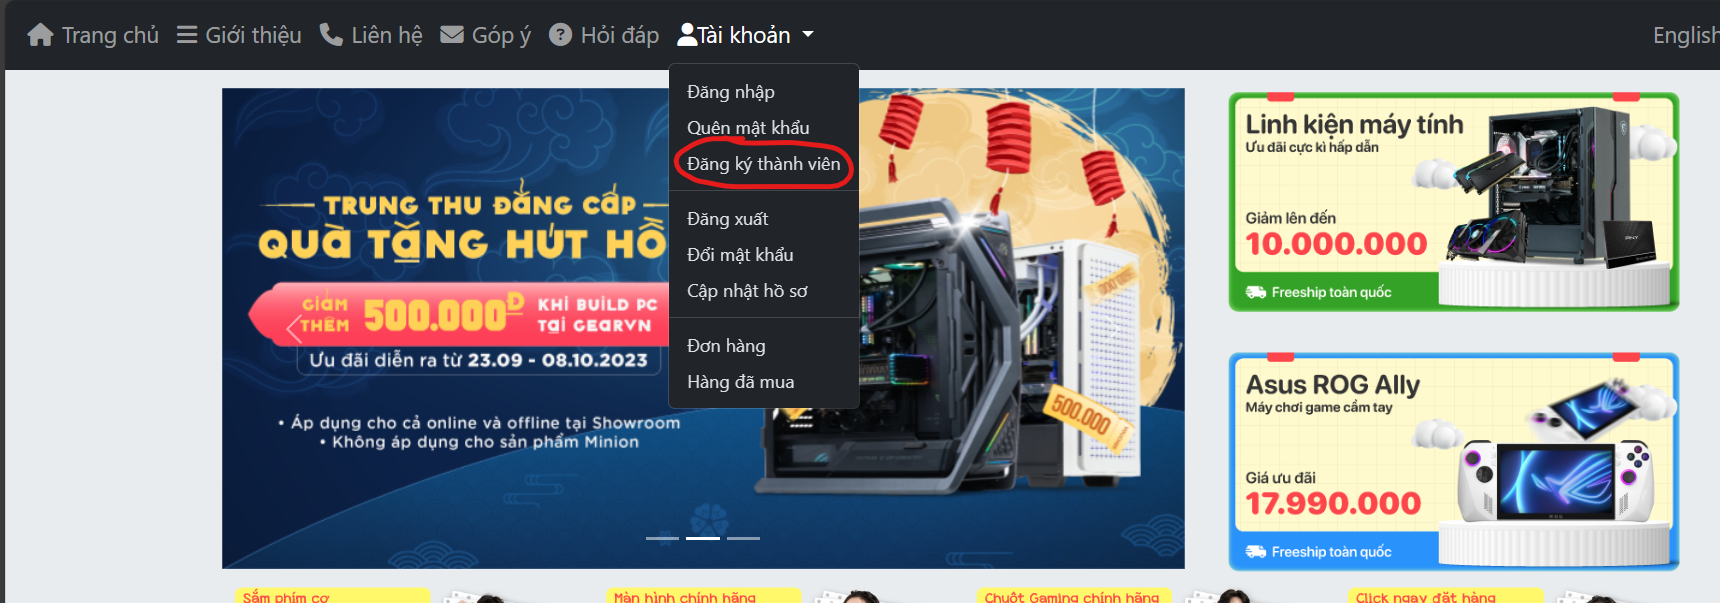 Trang chủ
Giới thiệu
Liên hệ
Góp ý
Hỏi đáp
Tài khoản
English
Đăng nhập
Quên mật khẩu
Đăng ký thành viên
Đăng xuất
Đổi mật khẩu
Cập nhật hồ sơ
Đơn hàng
Hàng đã mua
TRUNG THU ĐẲNG CẤP
QUÀ TẶNG HÚT HỒ
GIẢM THÊM
500.000Đ
KHI BUILD PC
TẠI GEARVN
Ưu đãi diễn ra từ 23.09 - 08.10.2023
• Áp dụng cho cả online và offline tại Showroom
• Không áp dụng cho sản phẩm Minion
500.000
Linh kiện máy tính
Ưu đãi cực kì hấp dẫn
Giảm lên đến
10.000.000
PNY
Freeship toàn quốc
Asus ROG Ally
Máy chơi game cầm tay
Giá ưu đãi
17.990.000
Freeship toàn quốc
Sắm phím cơ
Màn hình chính hãng
Chuột Gaming chính hãng
Click ngay đặt hàng